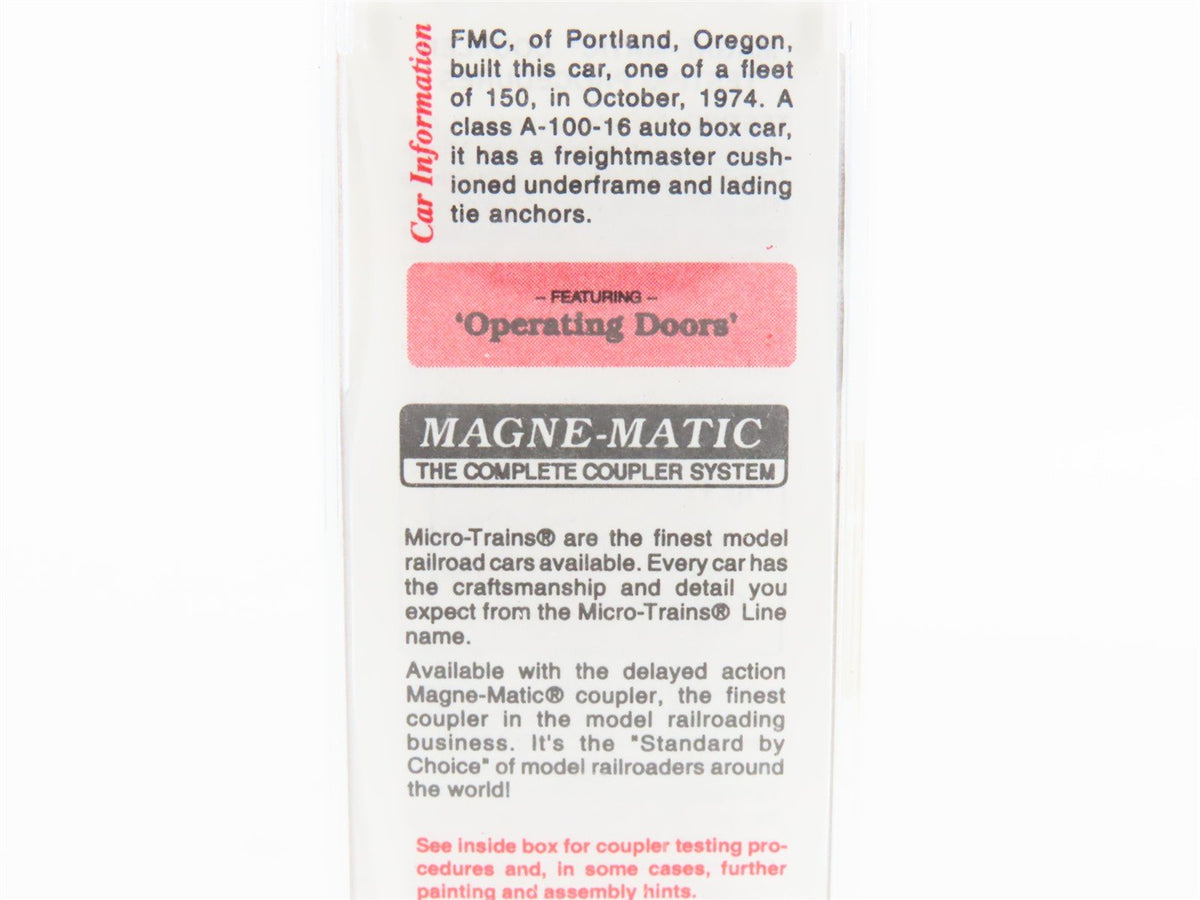 Car Information
FMC, of Portland, Oregon,
built this car, one of a fleet
of 150, in October, 1974. A
class A-100-16 auto box car,
it has a freightmaster cush-
ioned underframe and lading
tie anchors.
– FEATURING –
‘Operating Doors’
MAGNE-MATIC
THE COMPLETE COUPLER SYSTEM
Micro-Trains® are the finest model
railroad cars available. Every car has
the craftsmanship and detail you
expect from the Micro-Trains® Line
name.
Available with the delayed action
Magne-Matic® coupler, the finest
coupler in the model railroading
business. It's the "Standard by
Choice" of model railroaders around
the world!
See inside box for coupler testing pro-
cedures and, in some cases, further
painting and assembly hints.